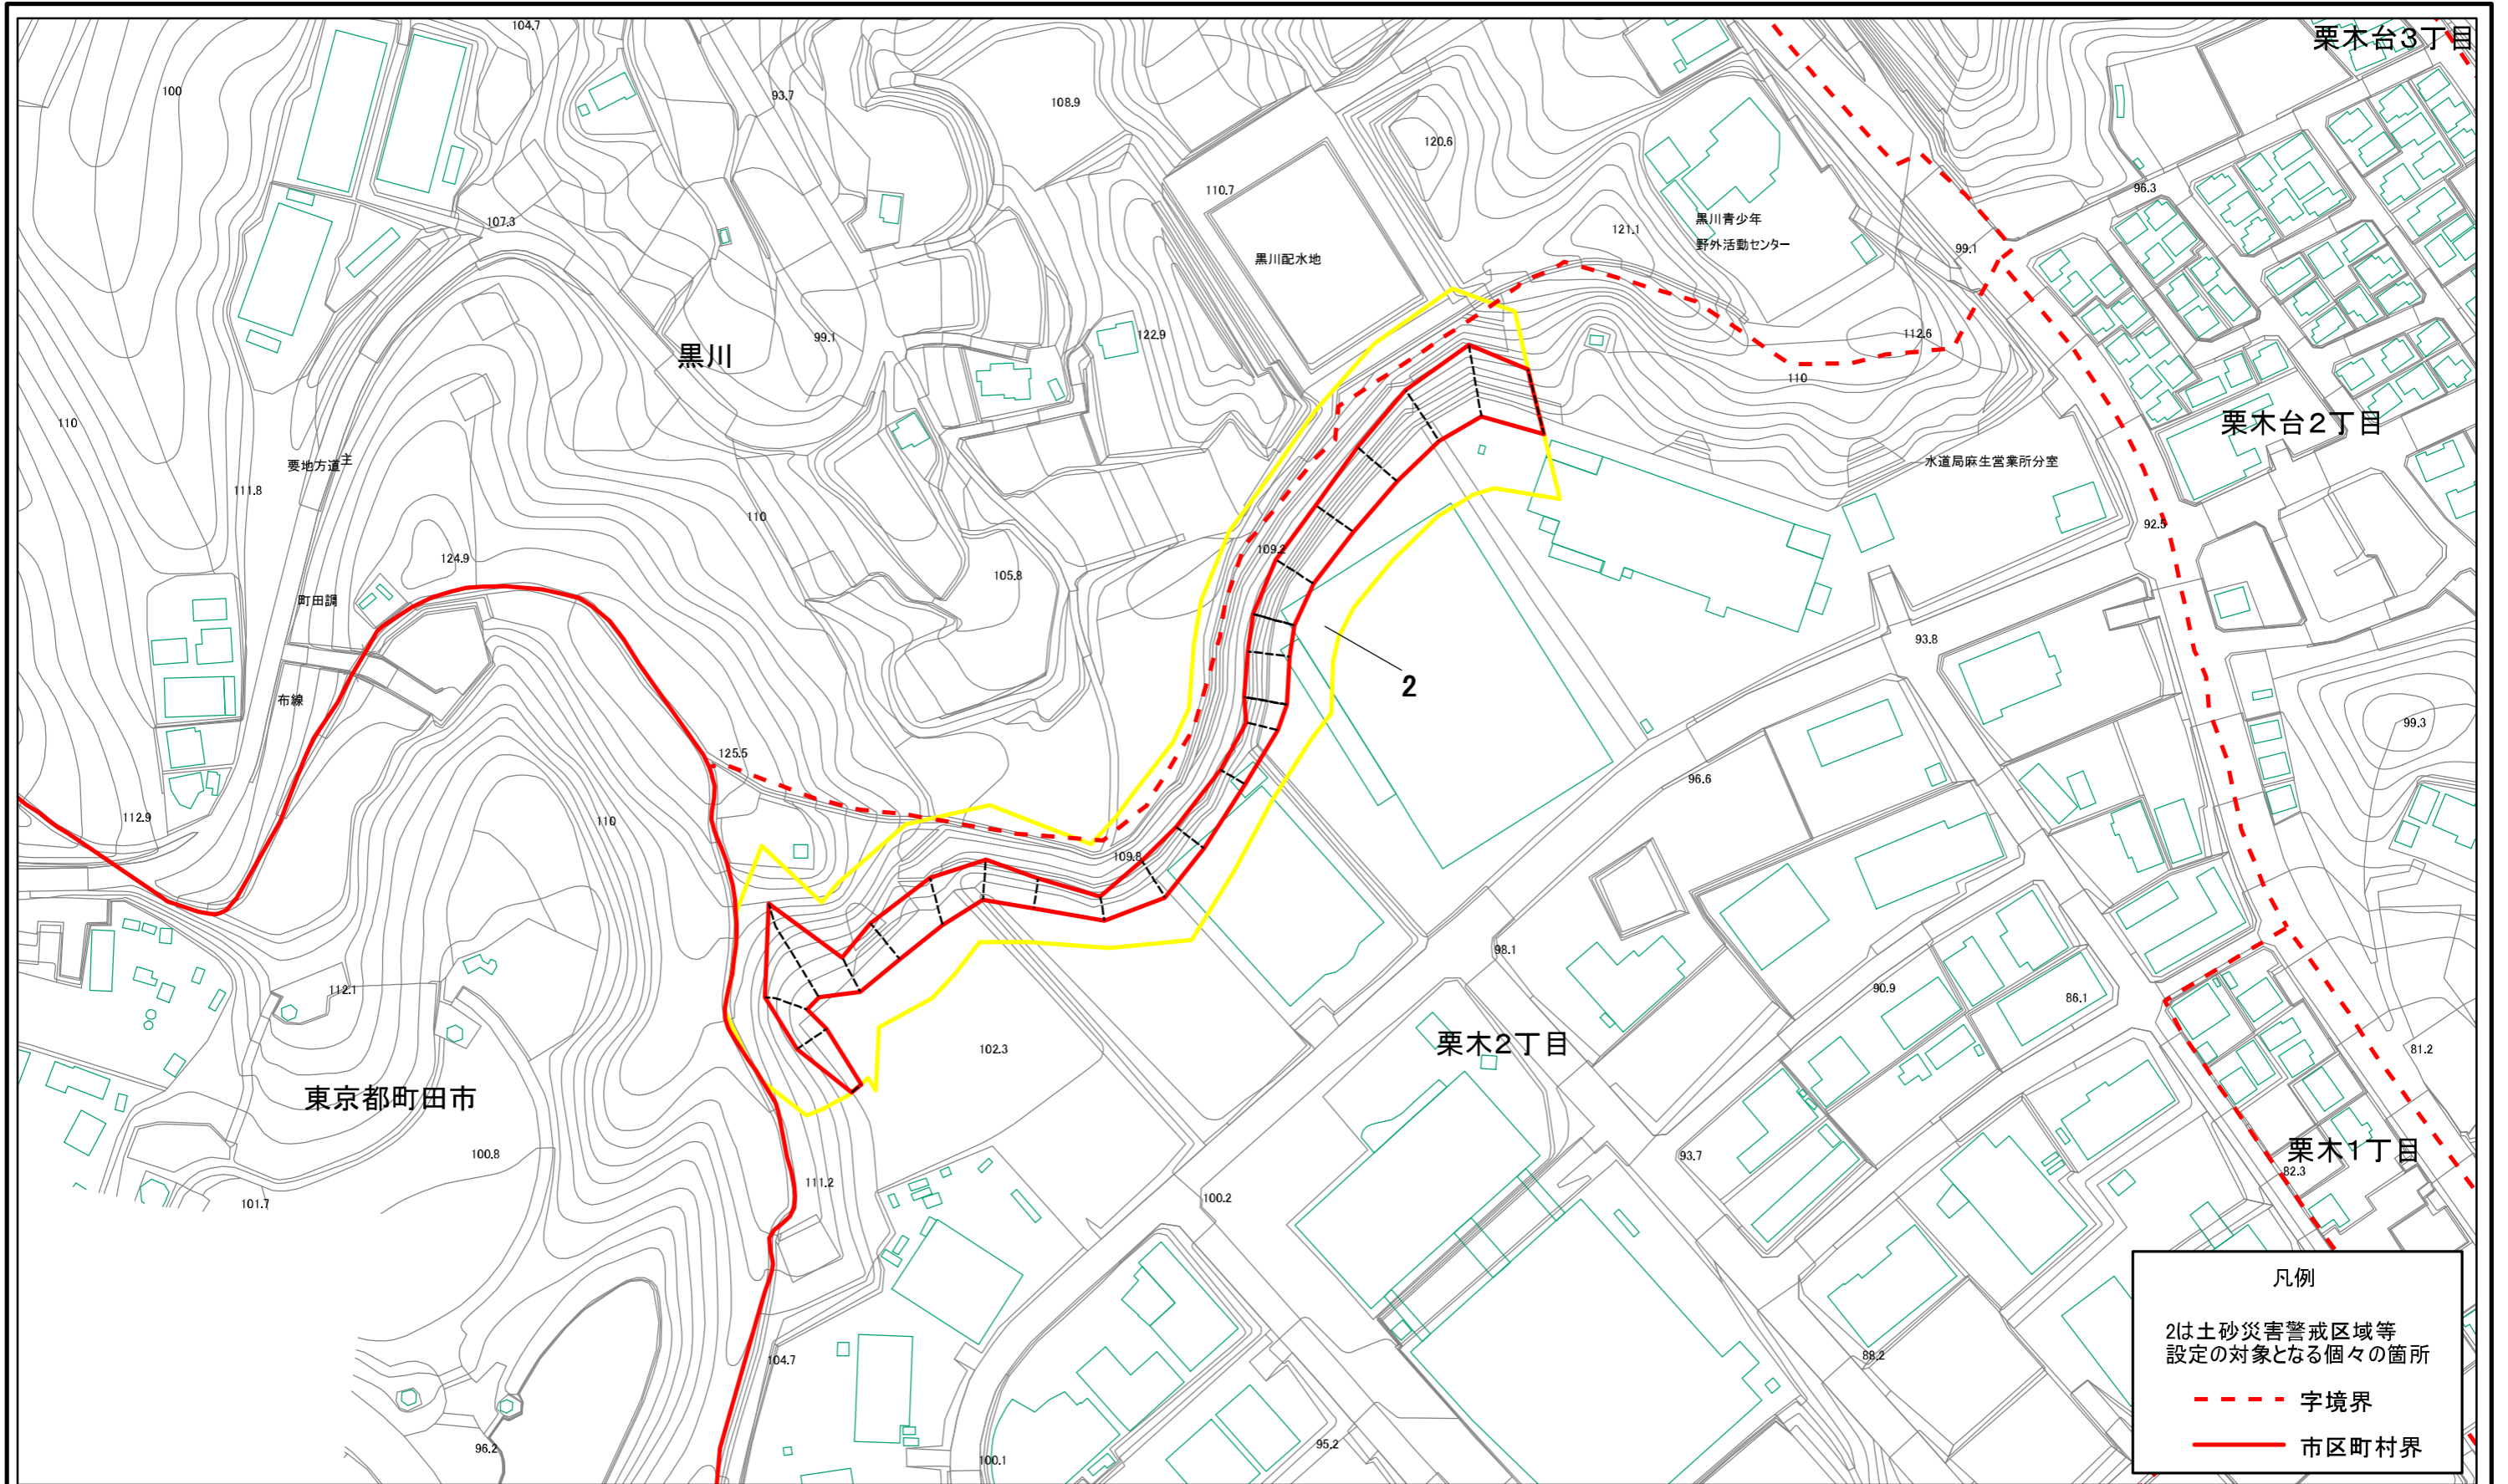 栗木台3丁目
104.7
100
93.7
108.9
120.6
110.7
96.3
107.3
黒川青少年
野外活動センター
121.1
99.1
黒川配水地
122.9
99.1
黒川
112.6
110
110
栗木台2丁目
要地方道主
水道局麻生営業所分室
111.8
110
92.5
124.9
109.2
105.8
町田調
93.8
2
布線
99.3
125.5
96.6
112.9
110
109.8
98.1
112.1
90.9
86.1
102.3
栗木2丁目
81.2
東京都町田市
100.8
栗木1丁目
93.7
82.3
111.2
101.7
100.2
凡例
2は土砂災害警戒区域等
設定の対象となる個々の箇所
字境界
市区町村界
104.7
88.2
96.2
95.2
100.1